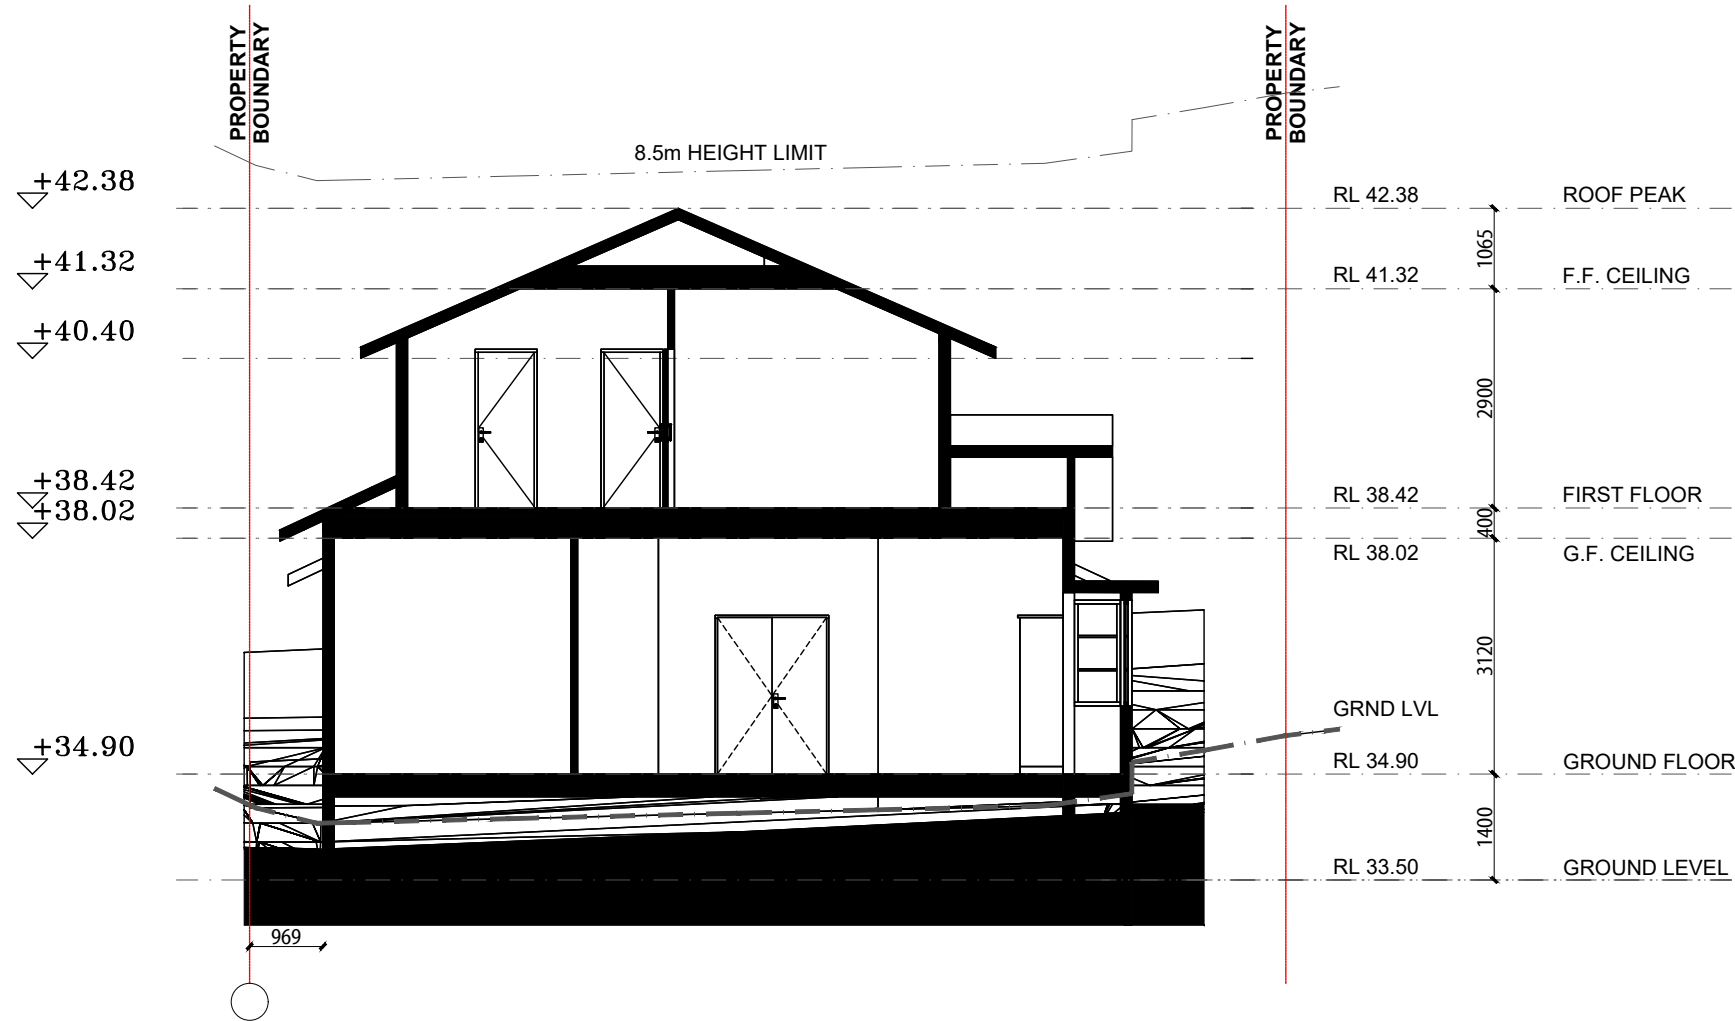 PROPERTY
BOUNDARY
PROPERTY
BOUNDARY
8.5m HEIGHT LIMIT
+42.38
RL 42.38 ROOF PEAK
1065
+41.32
RL 41.32 F.F. CEILING
+40.40
2900
+38.42
RL 38.42 FIRST FLOOR
400
+38.02
RL 38.02 G.F. CEILING
3120
GRND LVL
+34.90
RL 34.90 GROUND FLOOR
1400
RL 33.50 GROUND LEVEL
969